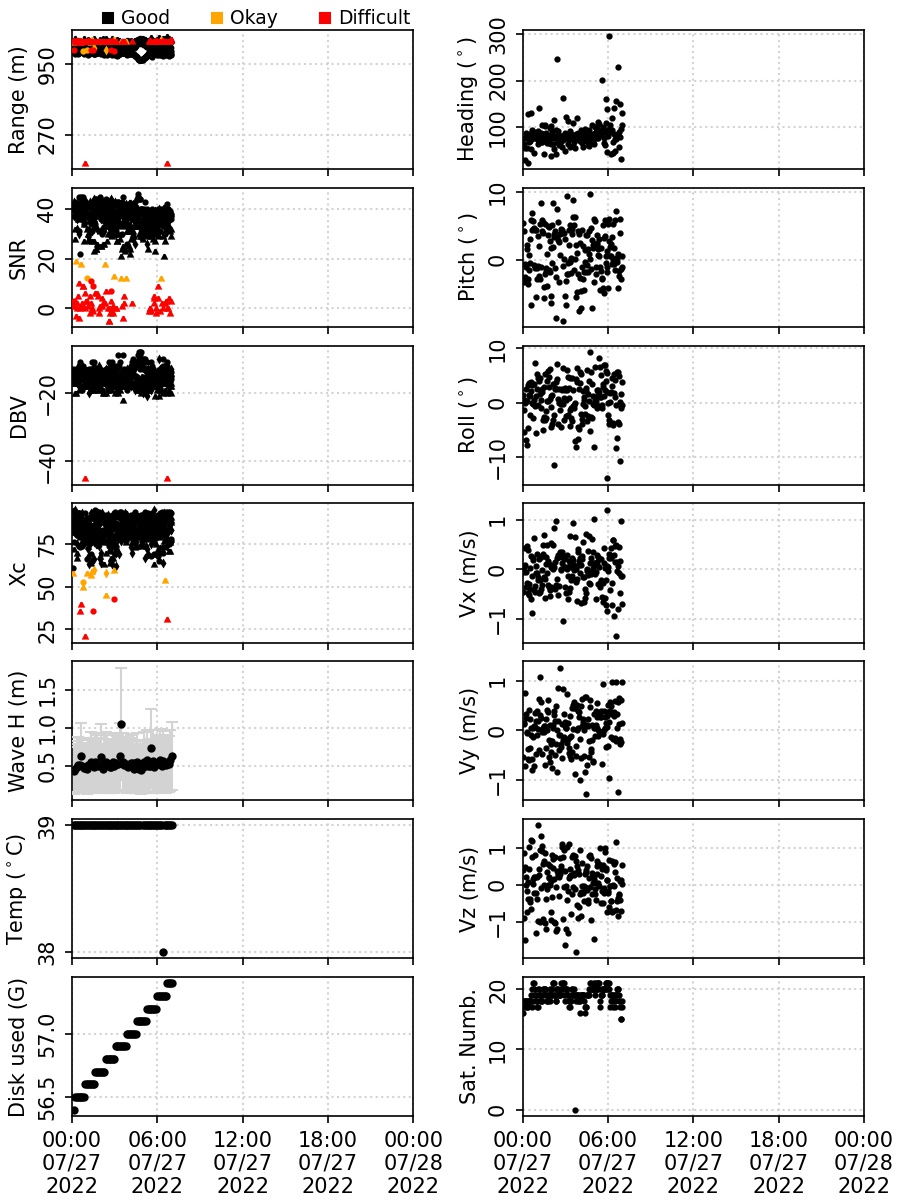 Good Okay Difficult
Range (m)
950
270
Heading (°)
300
200
100
SNR
40
20
0
Pitch (°)
10
0
DBV
−20
−40
Roll (°)
10
0
−10
Xc
75
50
25
Vx (m/s)
1
0
−1
Wave H (m)
1.5
1.0
0.5
Vy (m/s)
1
0
−1
Temp (°C)
39
38
Vz (m/s)
1
0
−1
Disk used (G)
57.0
56.5
Sat. Numb.
20
10
0
00:00 06:00 12:00 18:00 00:00 00:00 06:00 12:00 18:00 00:00
07/27 07/27 07/27 07/27 07/28 07/27 07/27 07/27 07/27 07/28
2022 2022 2022 2022 2022 2022 2022 2022 2022 2022